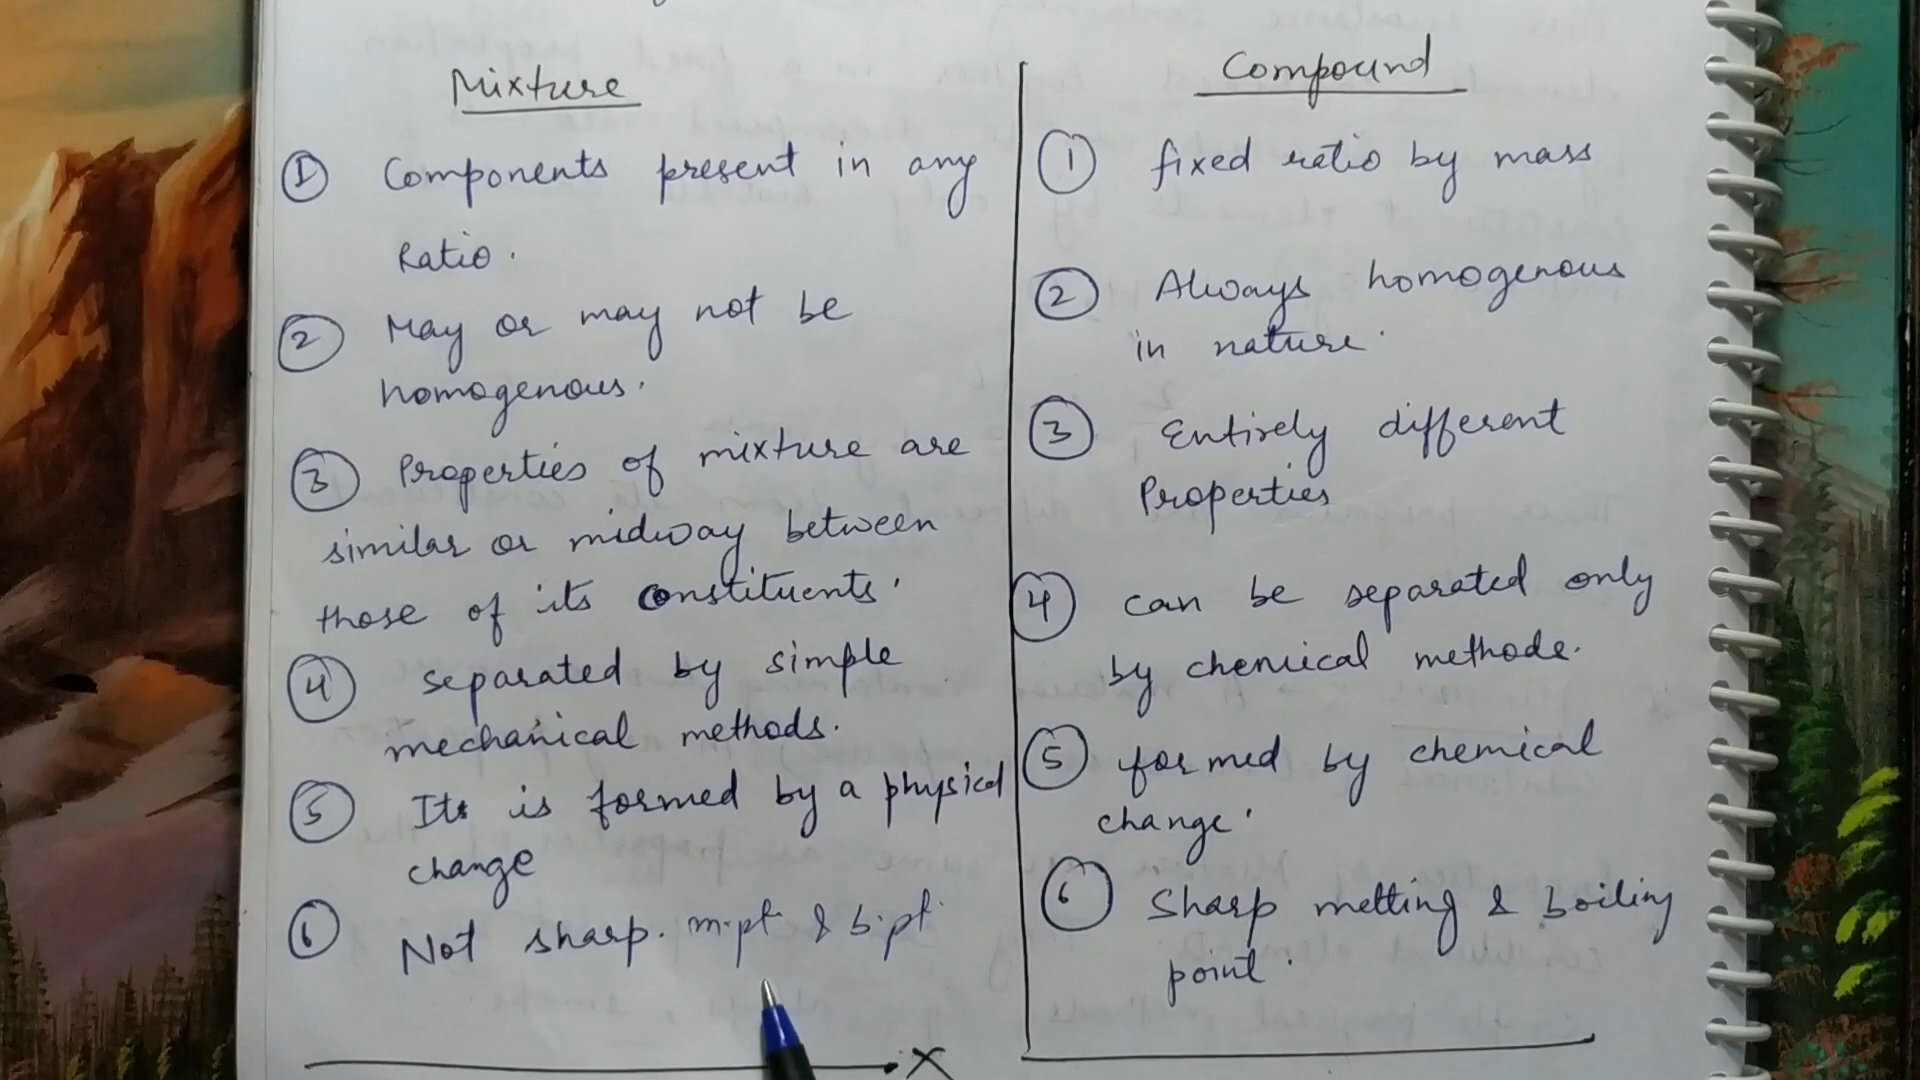 Mixture
① Components present in any
Ratio.
② May or may not be
homogenous.
③ Properties of mixture are
similar or midway between
those of its constituents.
④ separated by simple
mechanical methods.
⑤ Its is formed by a physical
change
⑥ Not sharp. m.pt. & b.pt.
X
Compound
① fixed ratio by mass
② Always homogenous
in nature.
③ Entirely different
Properties
④ can be separated only
by chemical methods.
⑤ formed by chemical
change.
⑥ Sharp melting & boiling
point.